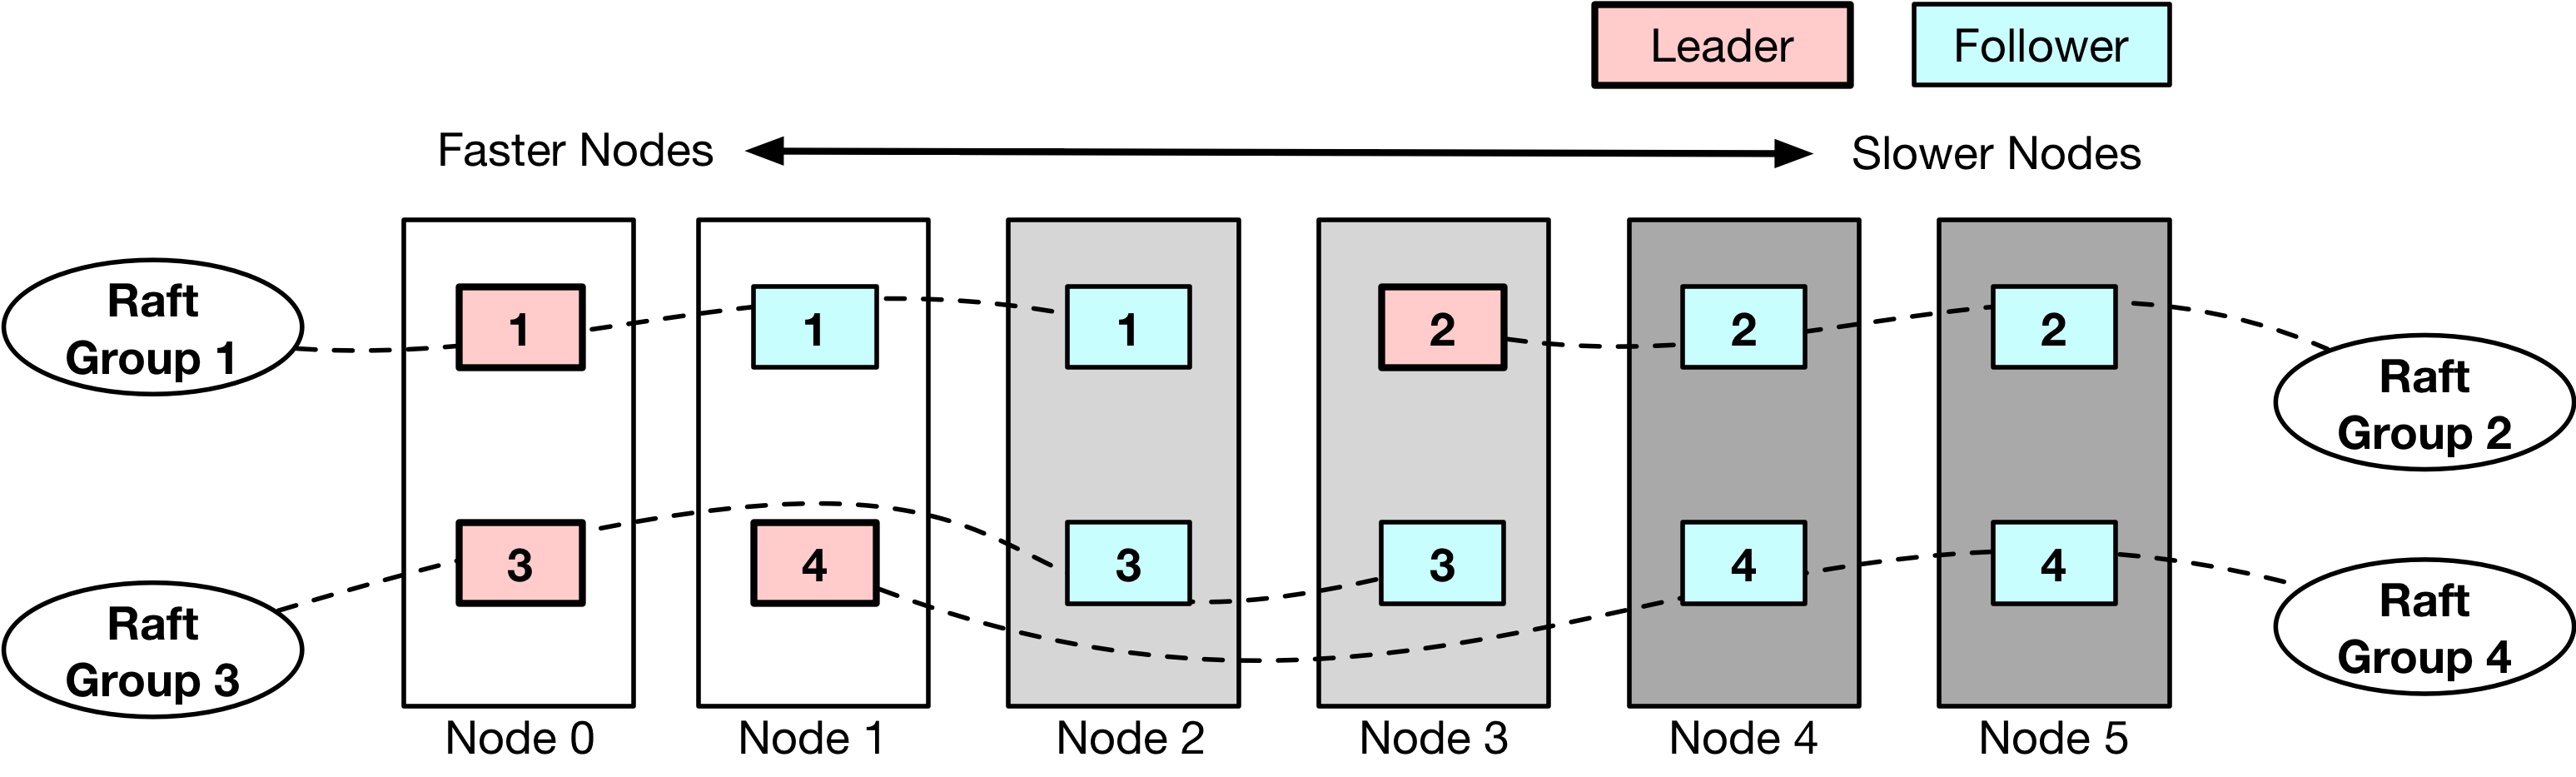 Leader
Follower
Faster Nodes
Slower Nodes
Raft
Group 1
1
1
1
2
2
2
Raft
Group 2
Raft
Group 3
3
4
3
3
4
4
Raft
Group 4
Node 0
Node 1
Node 2
Node 3
Node 4
Node 5